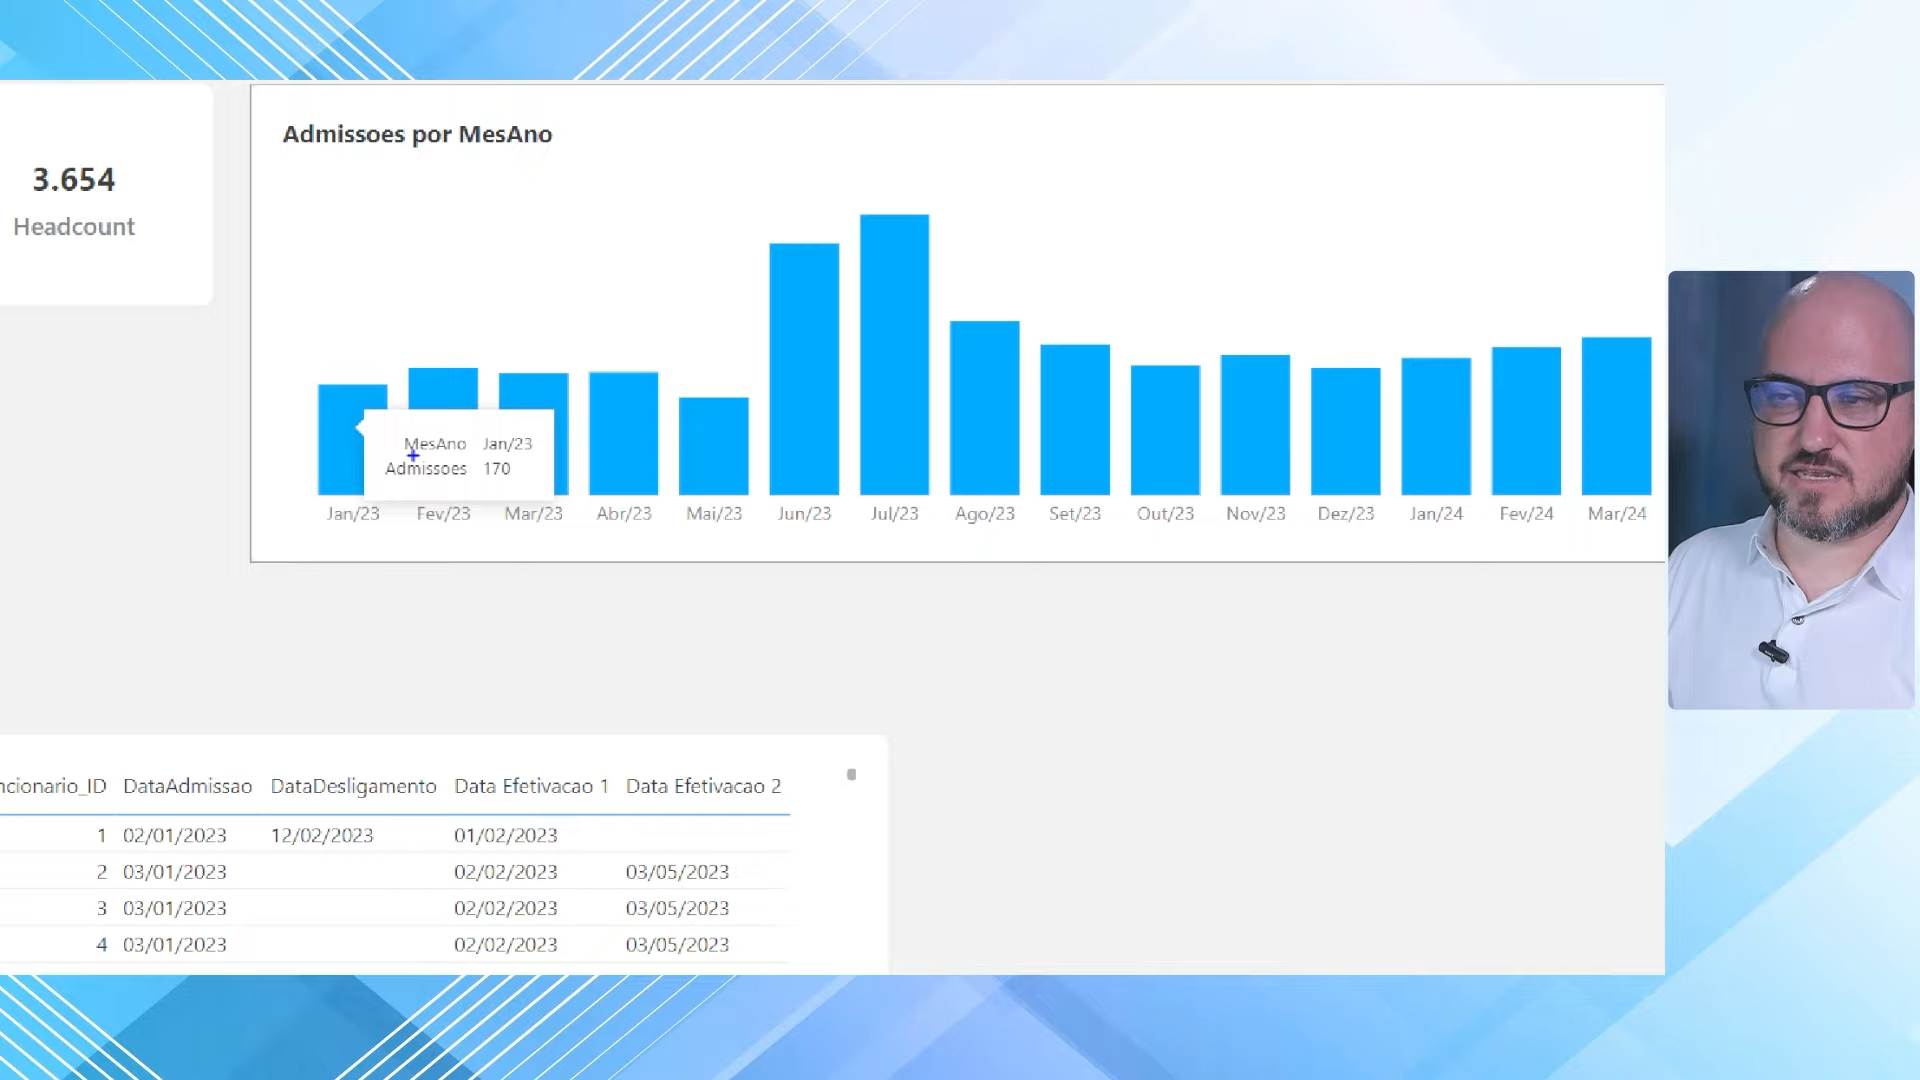 3.654
Headcount
Admissoes por MesAno
MesAno Jan/23
Admissoes 170
Jan/23 Fev/23 Mar/23 Abr/23 Mai/23 Jun/23 Jul/23 Ago/23 Set/23 Out/23 Nov/23 Dez/23 Jan/24 Fev/24 Mar/24
ncionario_ID DataAdmissao DataDesligamento Data Efetivacao 1 Data Efetivacao 2
1 02/01/2023 12/02/2023 01/02/2023
2 03/01/2023 02/02/2023 03/05/2023
3 03/01/2023 02/02/2023 03/05/2023
4 03/01/2023 02/02/2023 03/05/2023